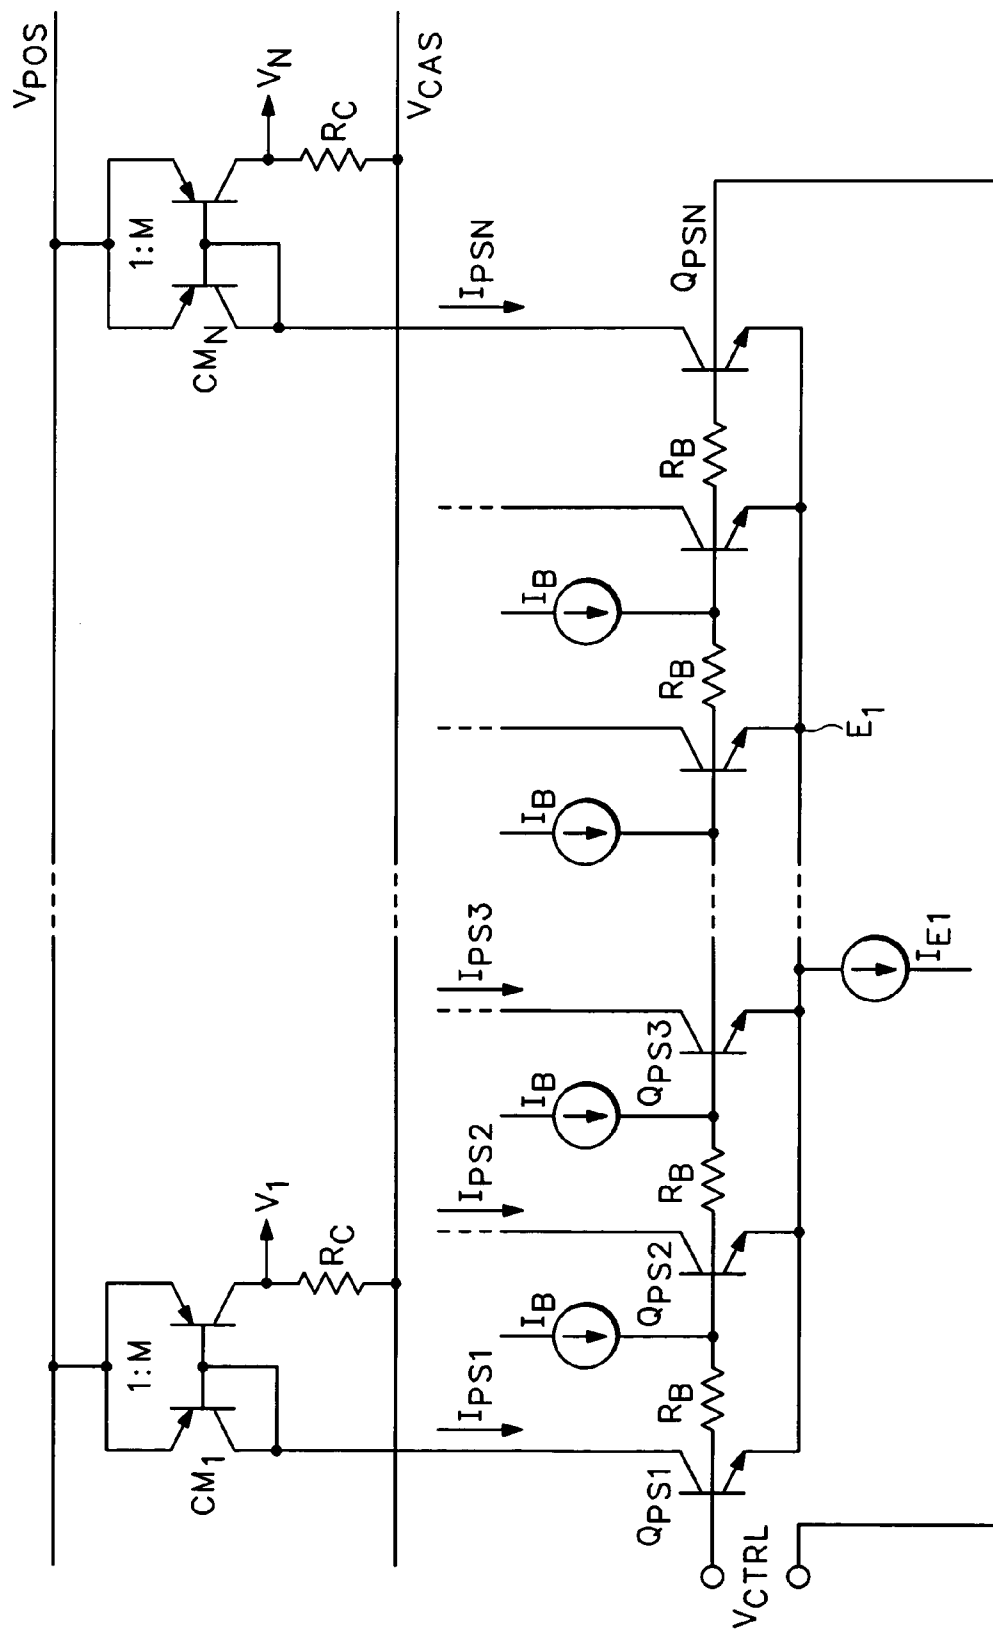 VPOS
1:M
1:M
CM1
CMN
V1
VN
RC
RC
VCAS
IPS1
IPS2
IPS3
IPSN
IB
IB
IB
IB
QPS1
QPS2
QPS3
QPSN
RB
RB
RB
RB
VCTRL
E1
IE1